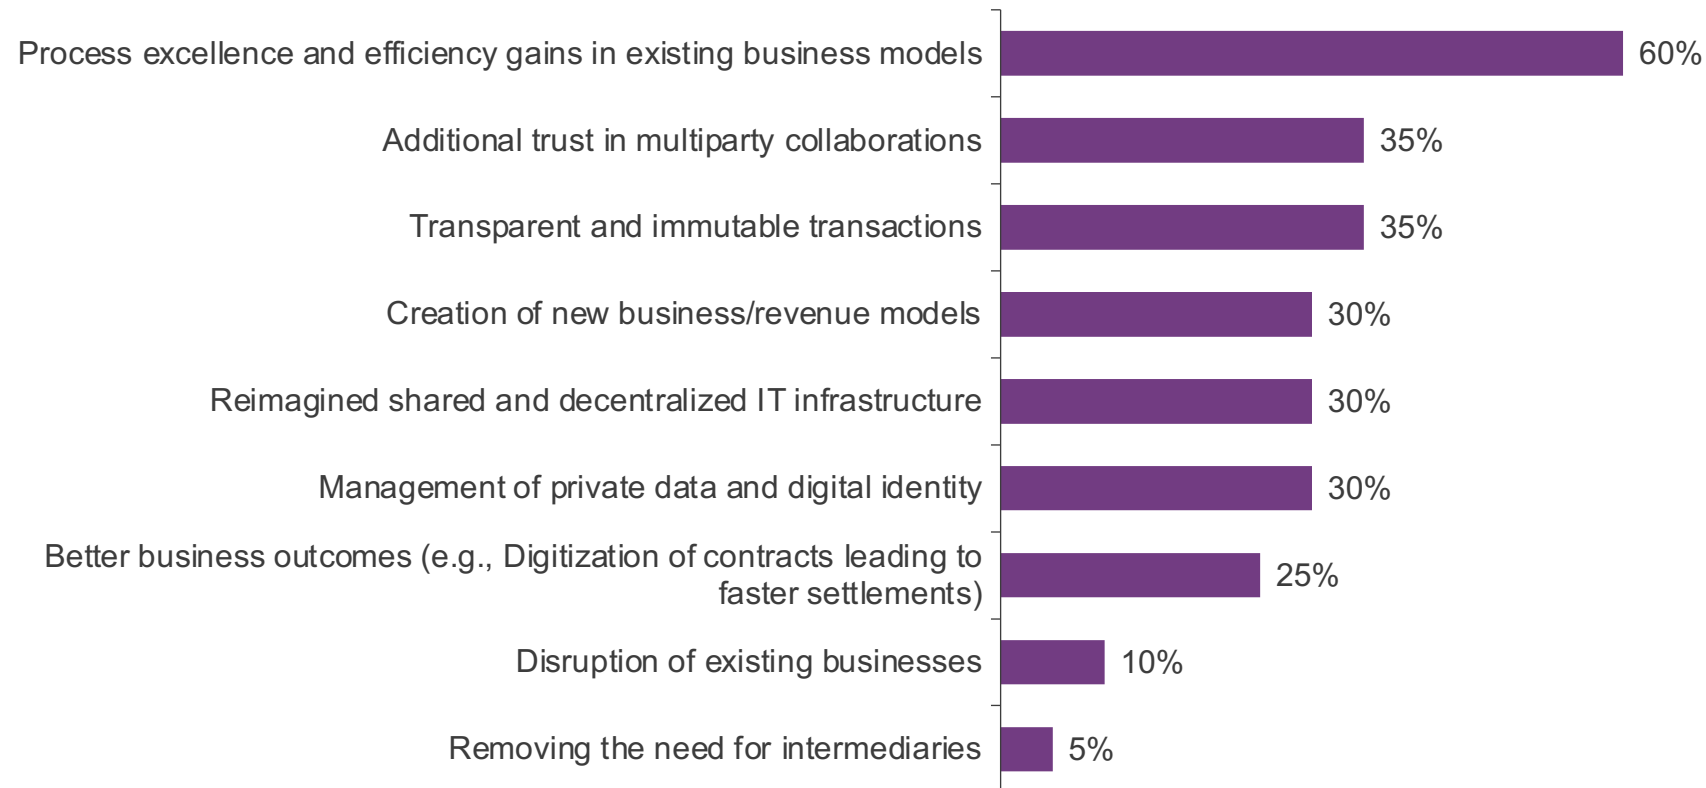 Process excellence and efficiency gains in existing business models
60%
Additional trust in multiparty collaborations
35%
Transparent and immutable transactions
35%
Creation of new business/revenue models
30%
Reimagined shared and decentralized IT infrastructure
30%
Management of private data and digital identity
30%
Better business outcomes (e.g., Digitization of contracts leading to
faster settlements)
25%
Disruption of existing businesses
10%
Removing the need for intermediaries
5%